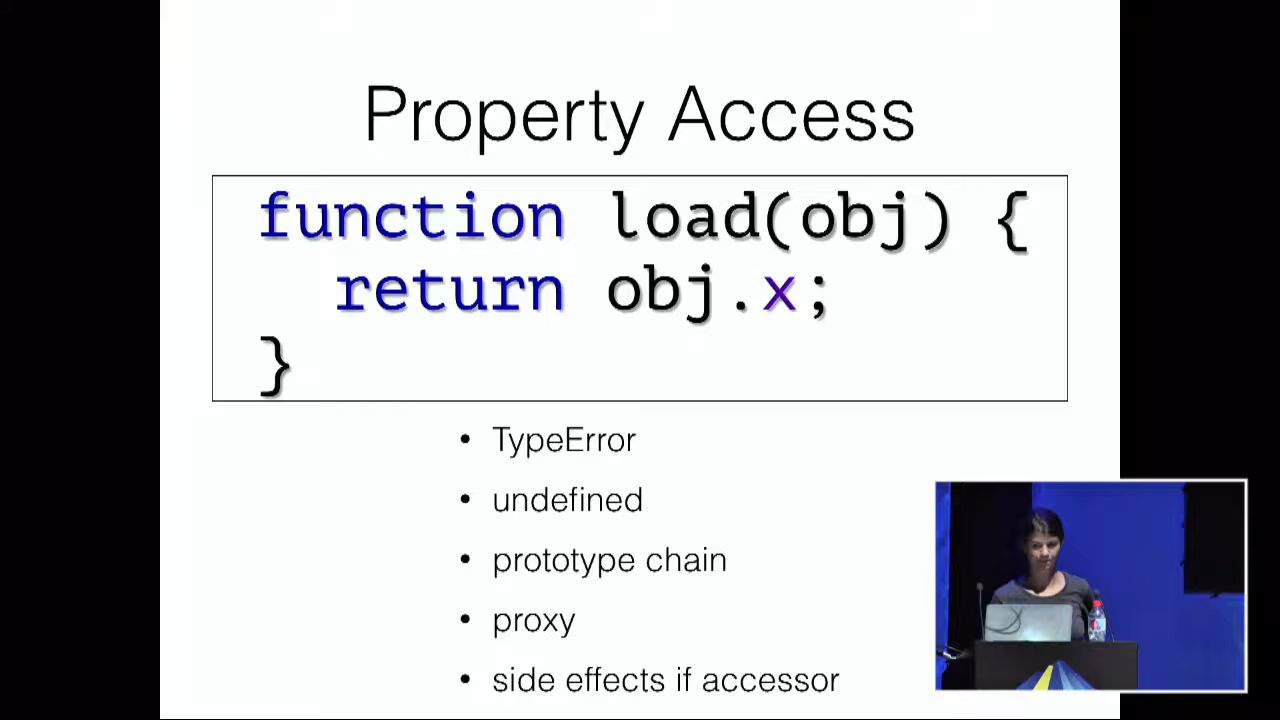 Property Access
function load(obj) {
return obj.x;
}
• TypeError
• undefined
• prototype chain
• proxy
• side effects if accessor